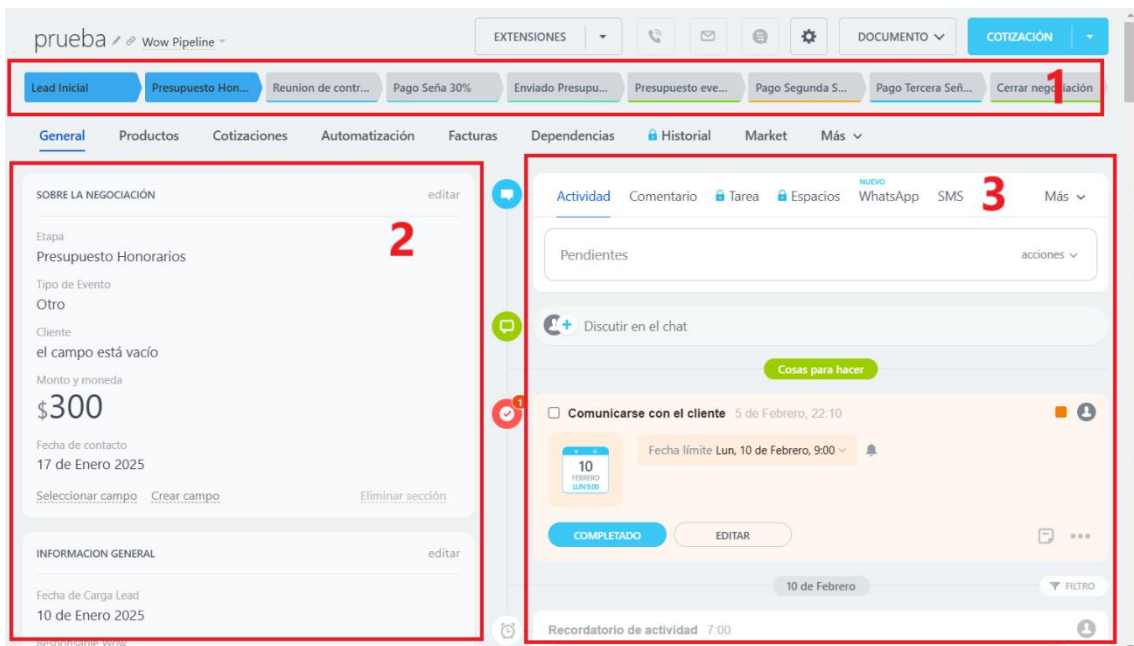 prueba Wow Pipeline
EXTENSIONES
DOCUMENTO
COTIZACIÓN
Lead Inicial
Presupuesto Hon...
Reunion de contr...
Pago Seña 30%
Enviado Presupu...
Presupuesto eve...
Pago Segunda S...
Pago Tercera Señ...
Cerrar negociación
1
General
Productos
Cotizaciones
Automatización
Facturas
Dependencias
Historial
Market
Más
SOBRE LA NEGOCIACIÓN
editar
2
Etapa
Presupuesto Honorarios
Tipo de Evento
Otro
Cliente
el campo está vacío
Monto y moneda
$300
Fecha de contacto
17 de Enero 2025
Seleccionar campo
Crear campo
Eliminar sección
INFORMACION GENERAL
editar
Fecha de Carga Lead
10 de Enero 2025
Responsable Wow
Actividad
Comentario
Tarea
Espacios
NUEVO
WhatsApp
SMS
3
Más
Pendientes
acciones
Discutir en el chat
Cosas para hacer
1
Comunicarse con el cliente 5 de Febrero, 22:10
10
FEBRERO
LUN 9:00
Fecha límite Lun, 10 de Febrero, 9:00
COMPLETADO
EDITAR
10 de Febrero
FILTRO
Recordatorio de actividad 7:00